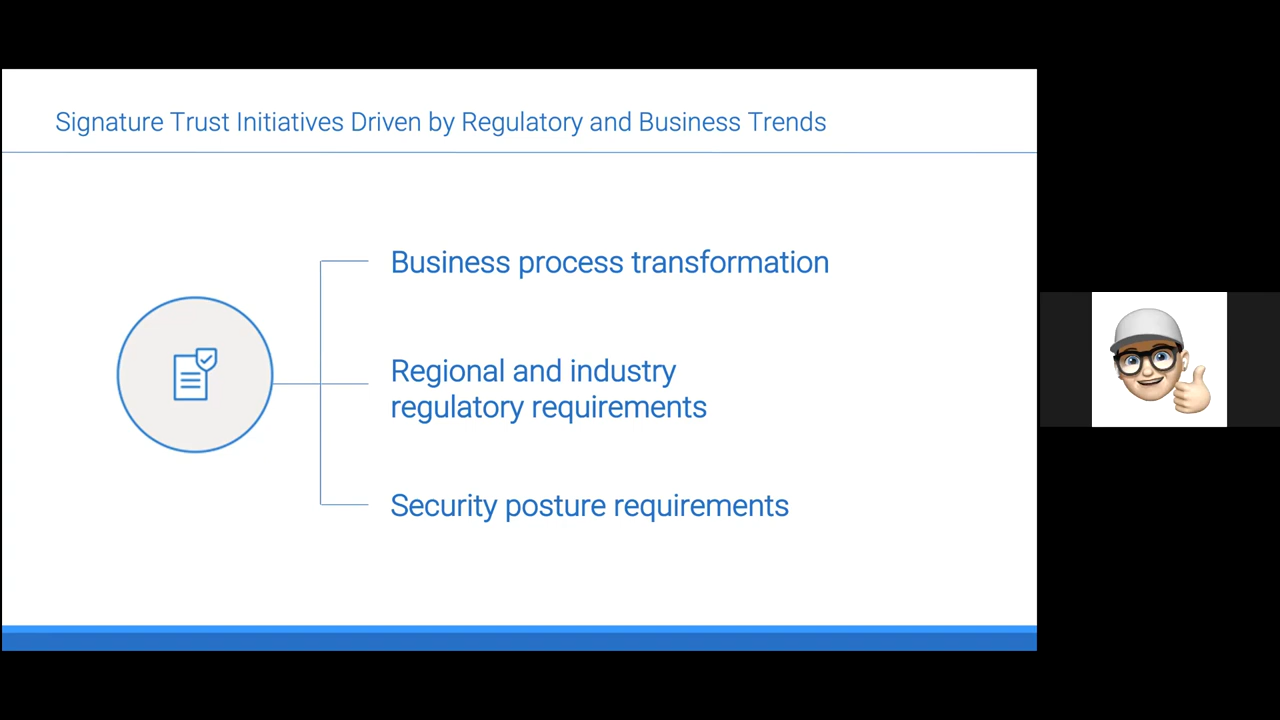 Signature Trust Initiatives Driven by Regulatory and Business Trends
Business process transformation
Regional and industry
regulatory requirements
Security posture requirements